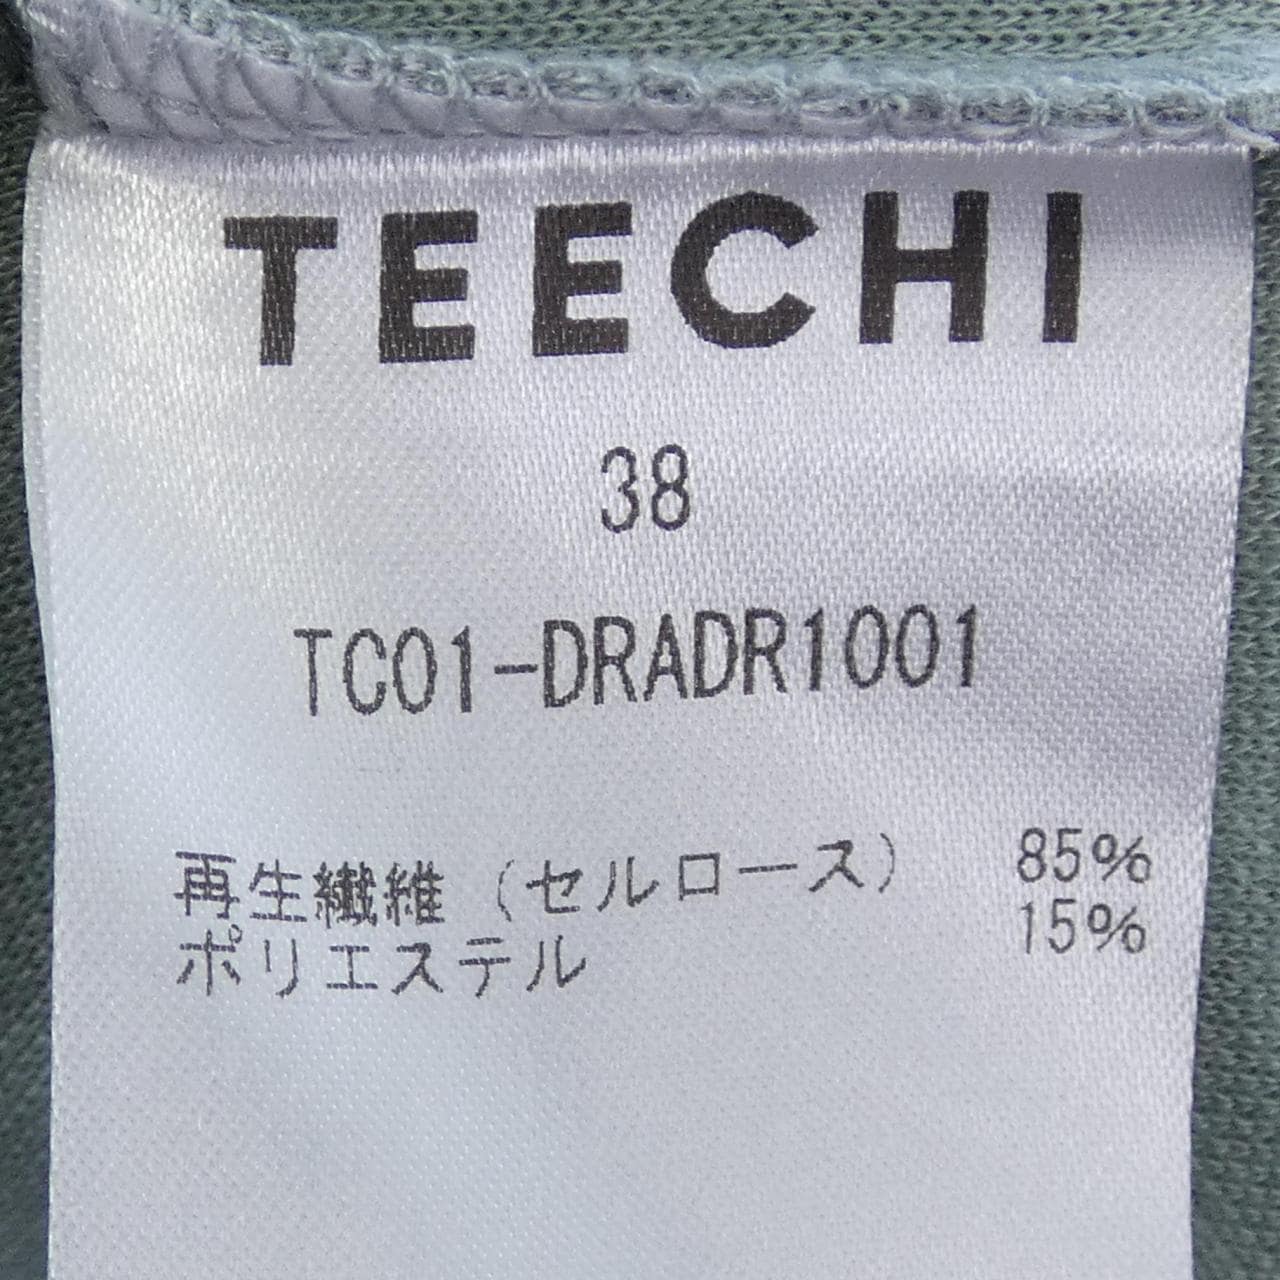 TEECHI
38
TC01-DRADR1001
再生繊維(セルロース) 85%
ポリエステル 15%